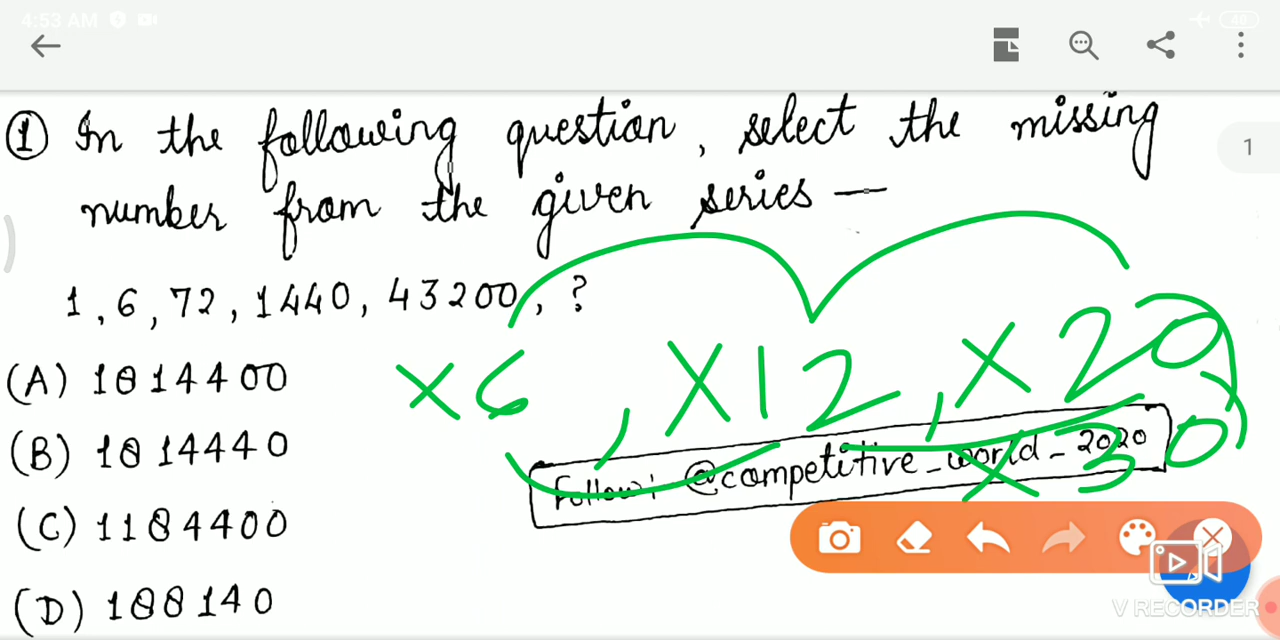 4:53 AM
48
① In the following question, select the missing
1
number from the given series —
1, 6, 72, 1440, 43200, ?
(A) 1814400
×6, ×12, ×20
×30
(B) 1814440
Follow: @competitive_world_2020
(C) 1184400
(D) 188140
V RECORDER